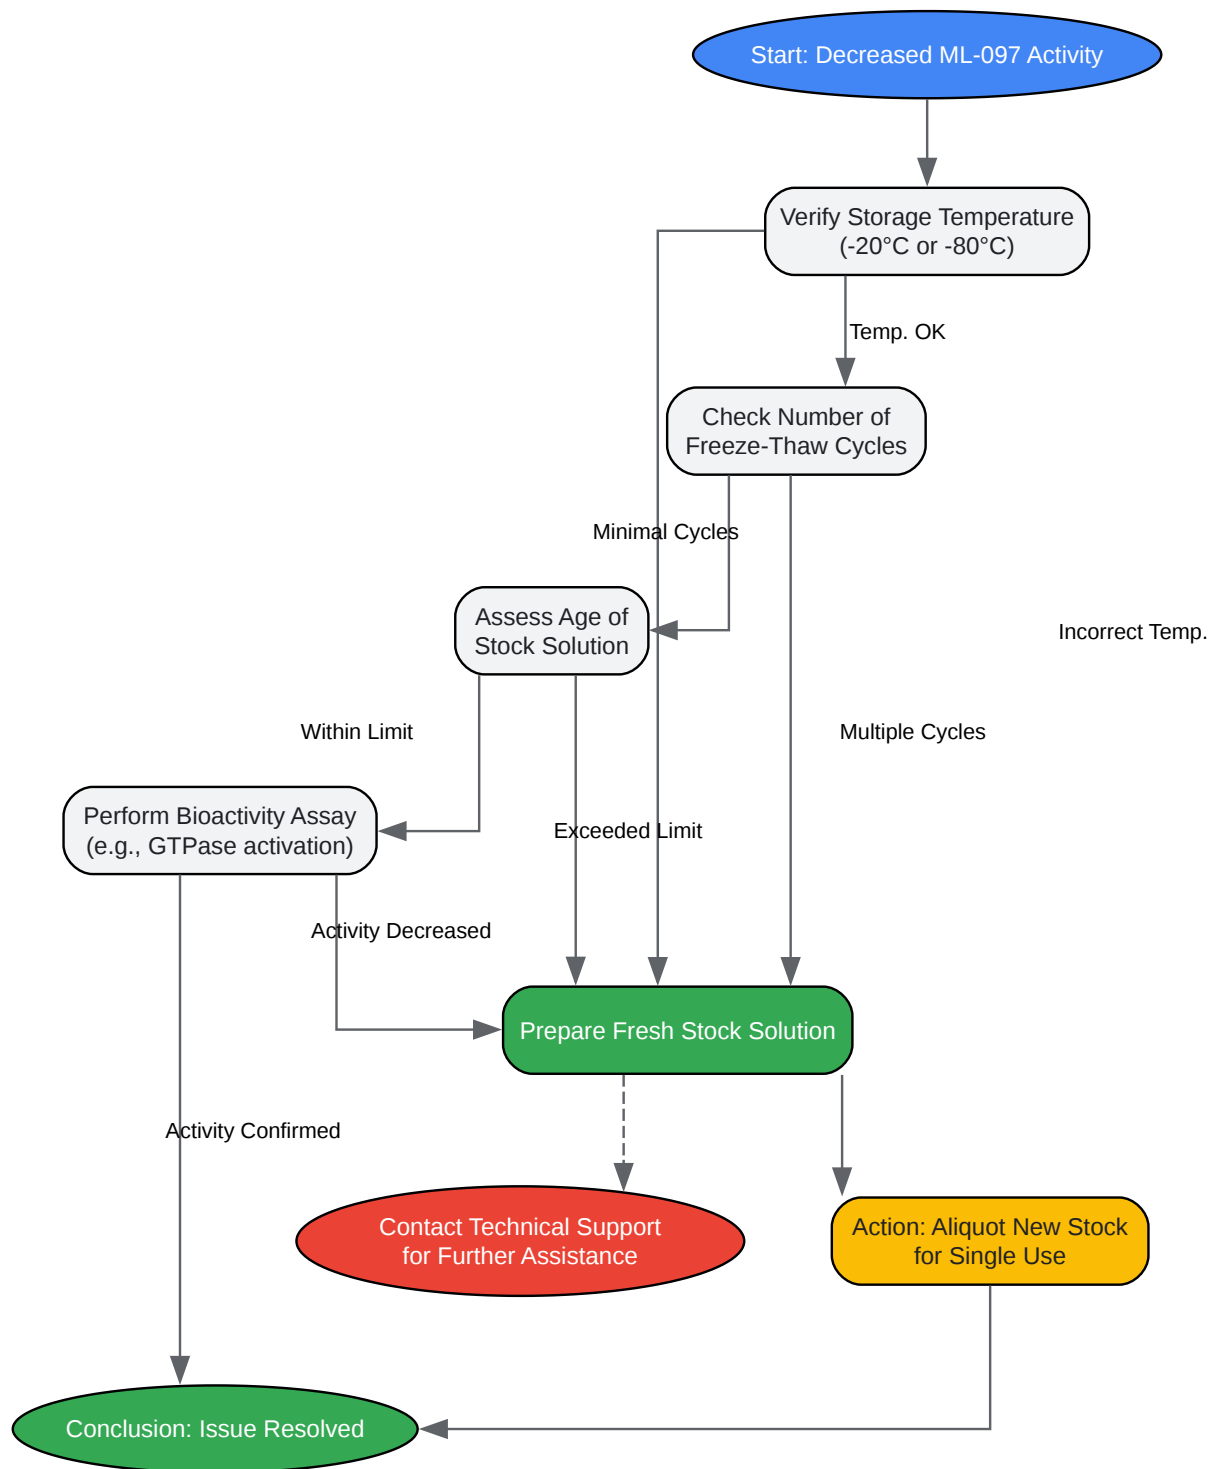 Start: Decreased ML-097 Activity
Verify Storage Temperature
(-20°C or -80°C)
Temp. OK
Check Number of
Freeze-Thaw Cycles
Minimal Cycles
Assess Age of
Stock Solution
Incorrect Temp.
Within Limit
Multiple Cycles
Perform Bioactivity Assay
(e.g., GTPase activation)
Exceeded Limit
Activity Decreased
Prepare Fresh Stock Solution
Activity Confirmed
Contact Technical Support
for Further Assistance
Action: Aliquot New Stock
for Single Use
Conclusion: Issue Resolved